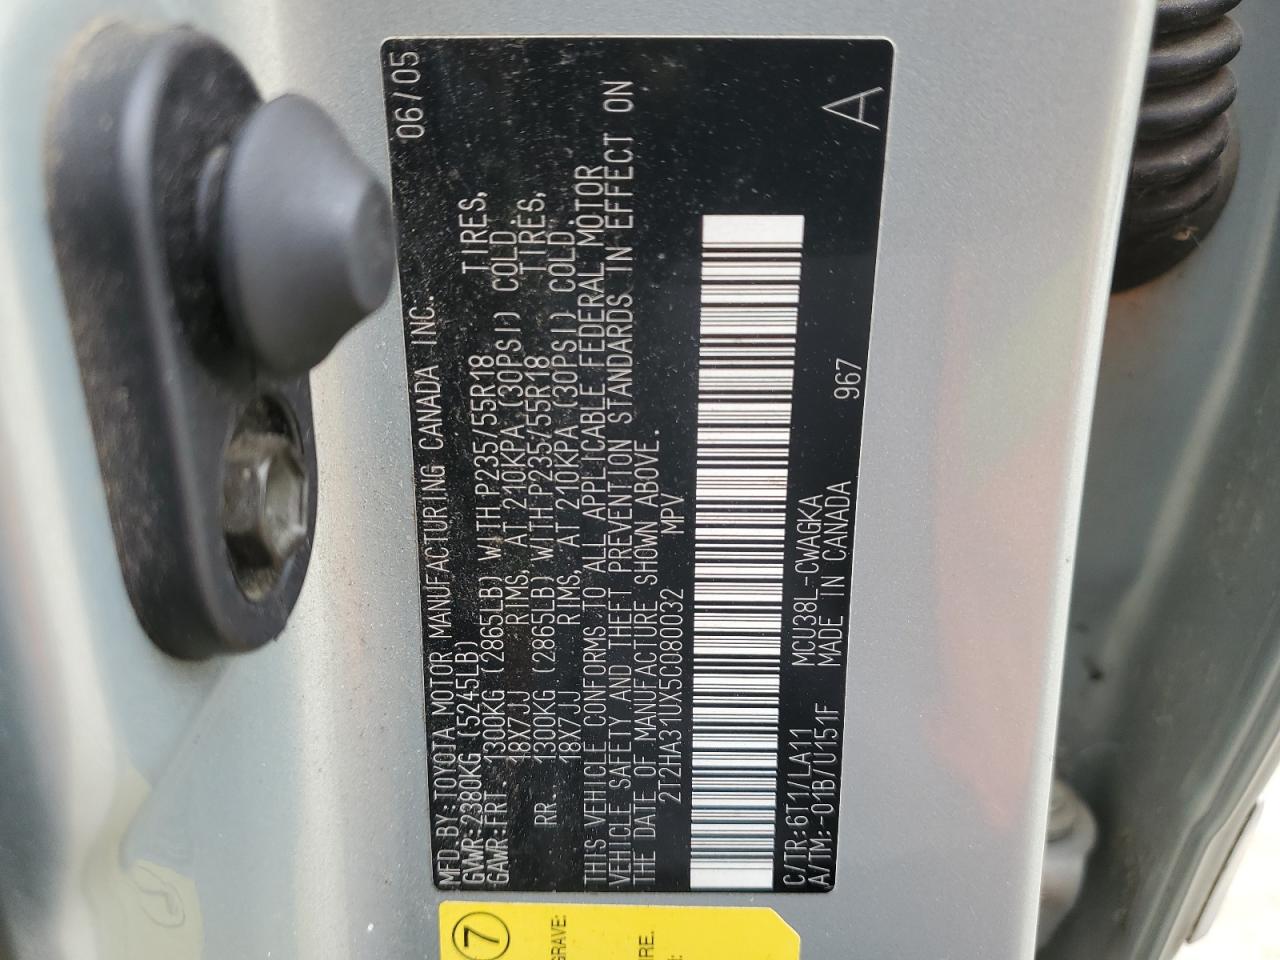 MFD.BY:TOYOTA MOTOR MANUFACTURING CANADA INC. 06/05
GVWR:2380KG (5245LB)
GAWR:FRT. 1300KG (2865LB) WITH P235/55R18 TIRES,
18X7JJ RIMS, AT 210KPA (30PSI) COLD.
RR. 1300KG (2865LB) WITH P235/55R18 TIRES,
18X7JJ RIMS, AT 210KPA (30PSI) COLD.
THIS VEHICLE CONFORMS TO ALL APPLICABLE FEDERAL MOTOR
VEHICLE SAFETY AND THEFT PREVENTION STANDARDS IN EFFECT ON
THE DATE OF MANUFACTURE SHOWN ABOVE.
2T2HA31UX5C080032 MPV
C/TR:6T1/LA11 MCU38L-CWAGKA 967 A
A/TM:-01B/U151F MADE IN CANADA
7
GRAVE: